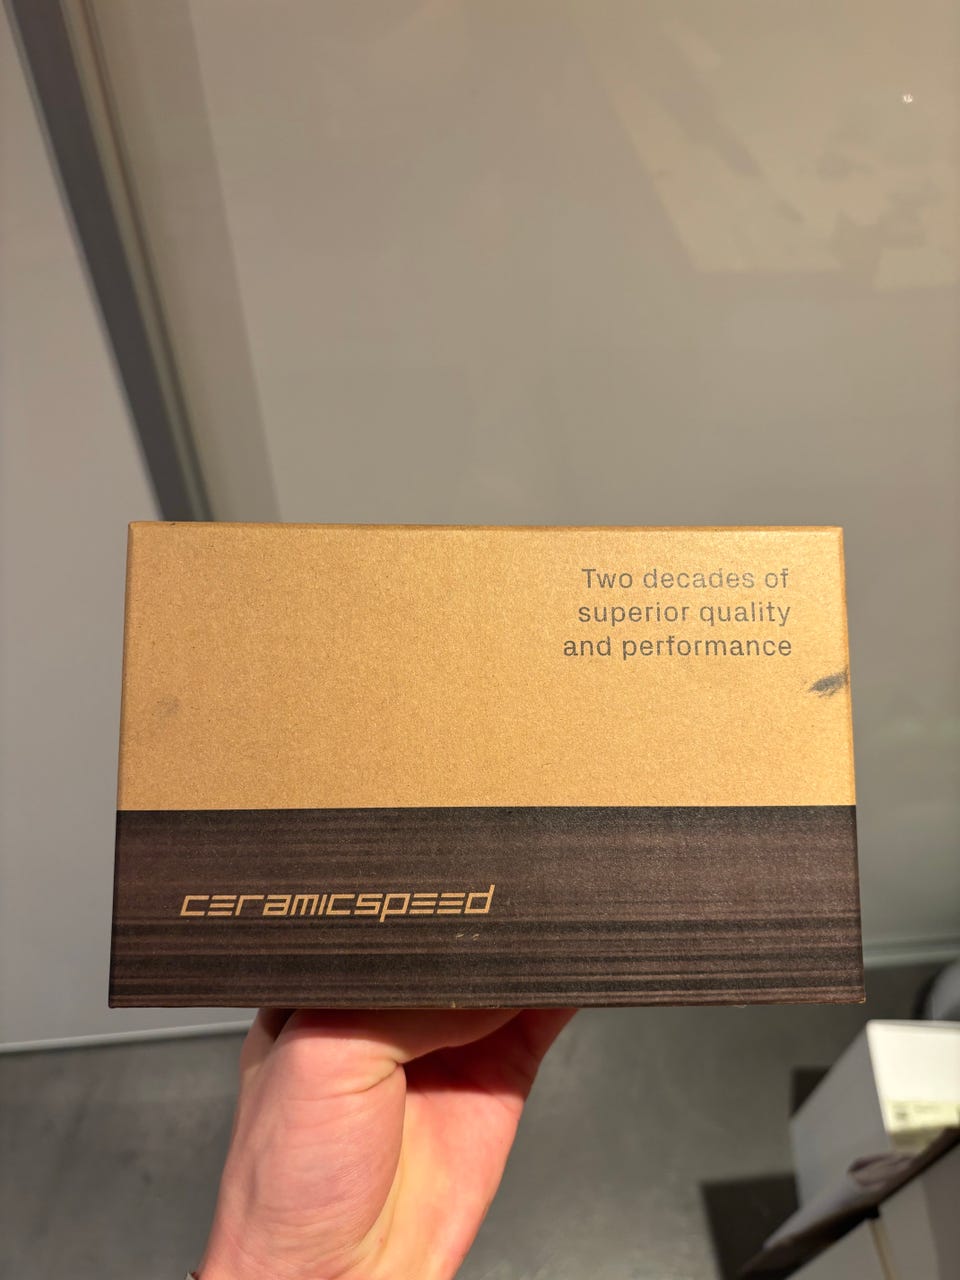 Two decades of
superior quality
and performance
ceramicspeed